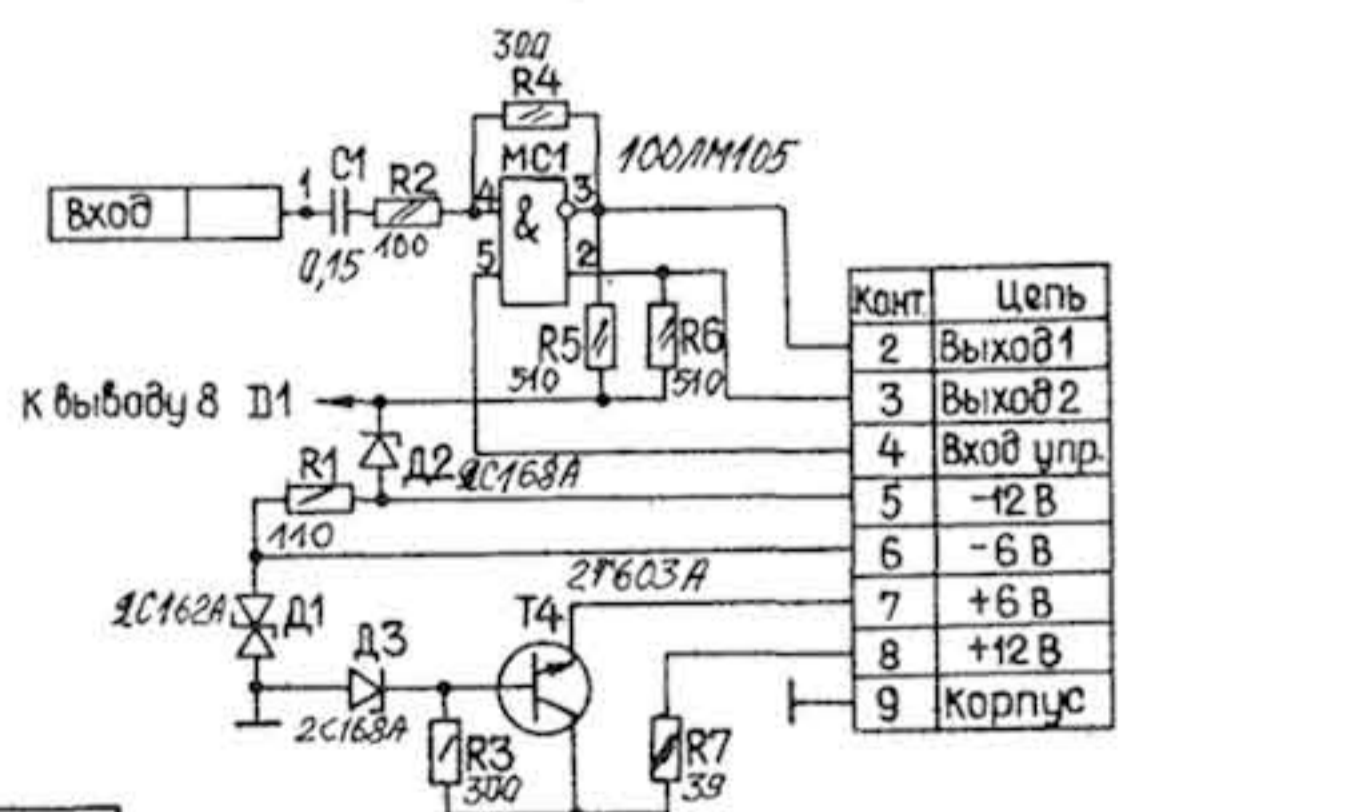 300
R4
100ЛМ105
С1
R2
МС1
1
4
3
Вход
&
0,15
100
5
2
Конт.
Цепь
R5
R6
2
Выход1
510
510
К выводу 8 D1
3
Выход2
4
Вход упр.
R1
Д2
2С168А
5
-12 В
110
6
-6 В
2Т603А
2С162А
Д1
Т4
7
+6 В
Д3
8
+12 В
9
Корпус
2С168А
R3
R7
300
39